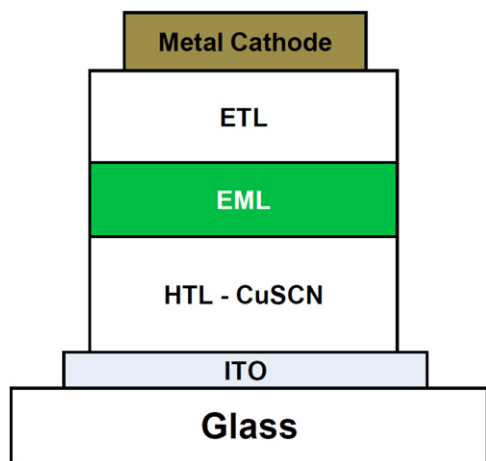 Metal Cathode
ETL
EML
HTL - CuSCN
ITO
Glass